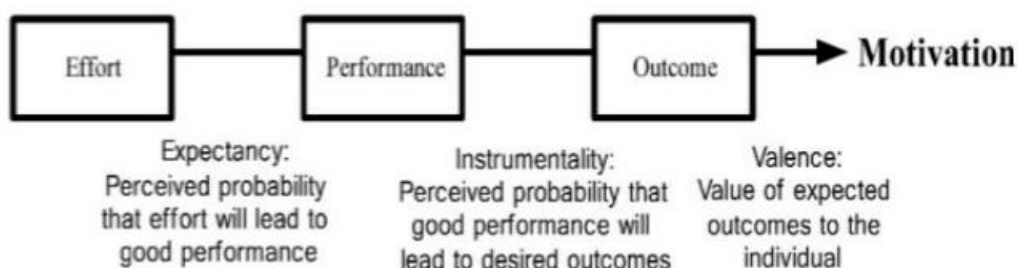 Effort
Performance
Outcome
Motivation
Expectancy:
Perceived probability
that effort will lead to
good performance
Instrumentality:
Perceived probability that
good performance will
lead to desired outcomes
Valence:
Value of expected
outcomes to the
individual